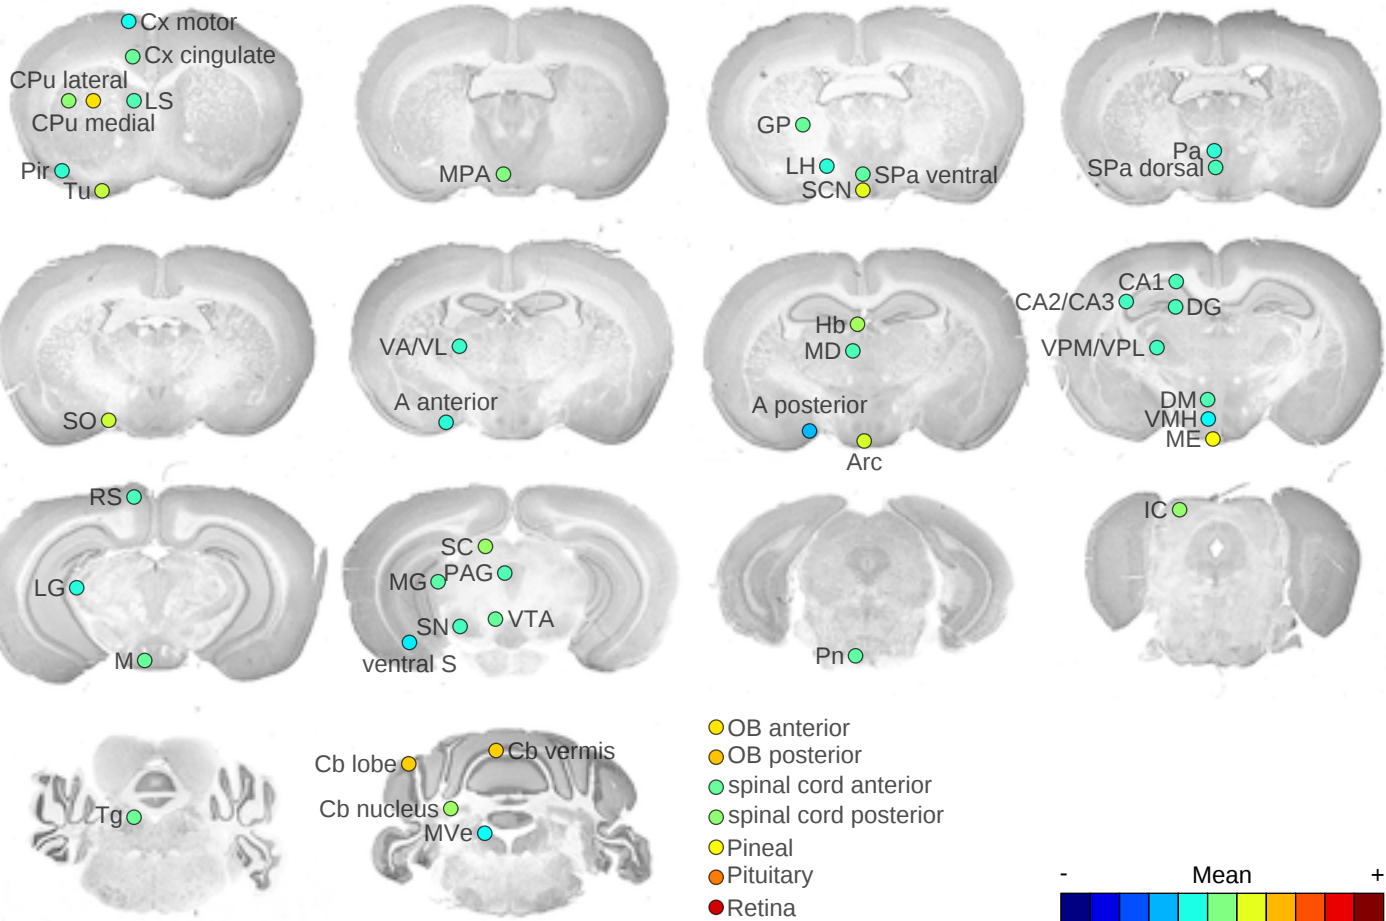 Cx motor
Cx cingulate
CPu lateral
LS
CPu medial
Pir
Tu
MPA
GP
LH
SPa ventral
SCN
Pa
SPa dorsal
SO
VA/VL
A anterior
Hb
MD
A posterior
Arc
CA1
CA2/CA3
DG
VPM/VPL
DM
VMH
ME
RS
LG
M
SC
PAG
MG
VTA
SN
ventral S
Pn
IC
Tg
Cb vermis
Cb lobe
Cb nucleus
MVe
OB anterior
OB posterior
spinal cord anterior
spinal cord posterior
Pineal
Pituitary
Retina
- Mean +